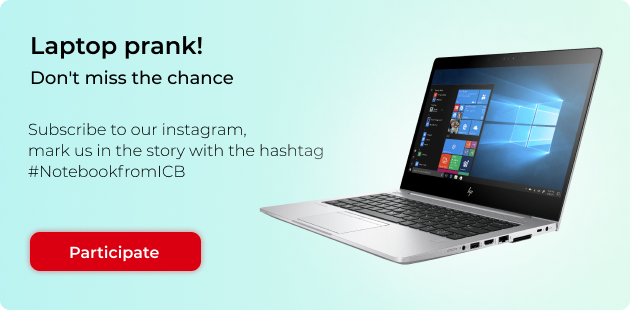 Laptop prank!
Don't miss the chance
Subscribe to our instagram,
mark us in the story with the hashtag
#NotebookfromICB
Participate
hp